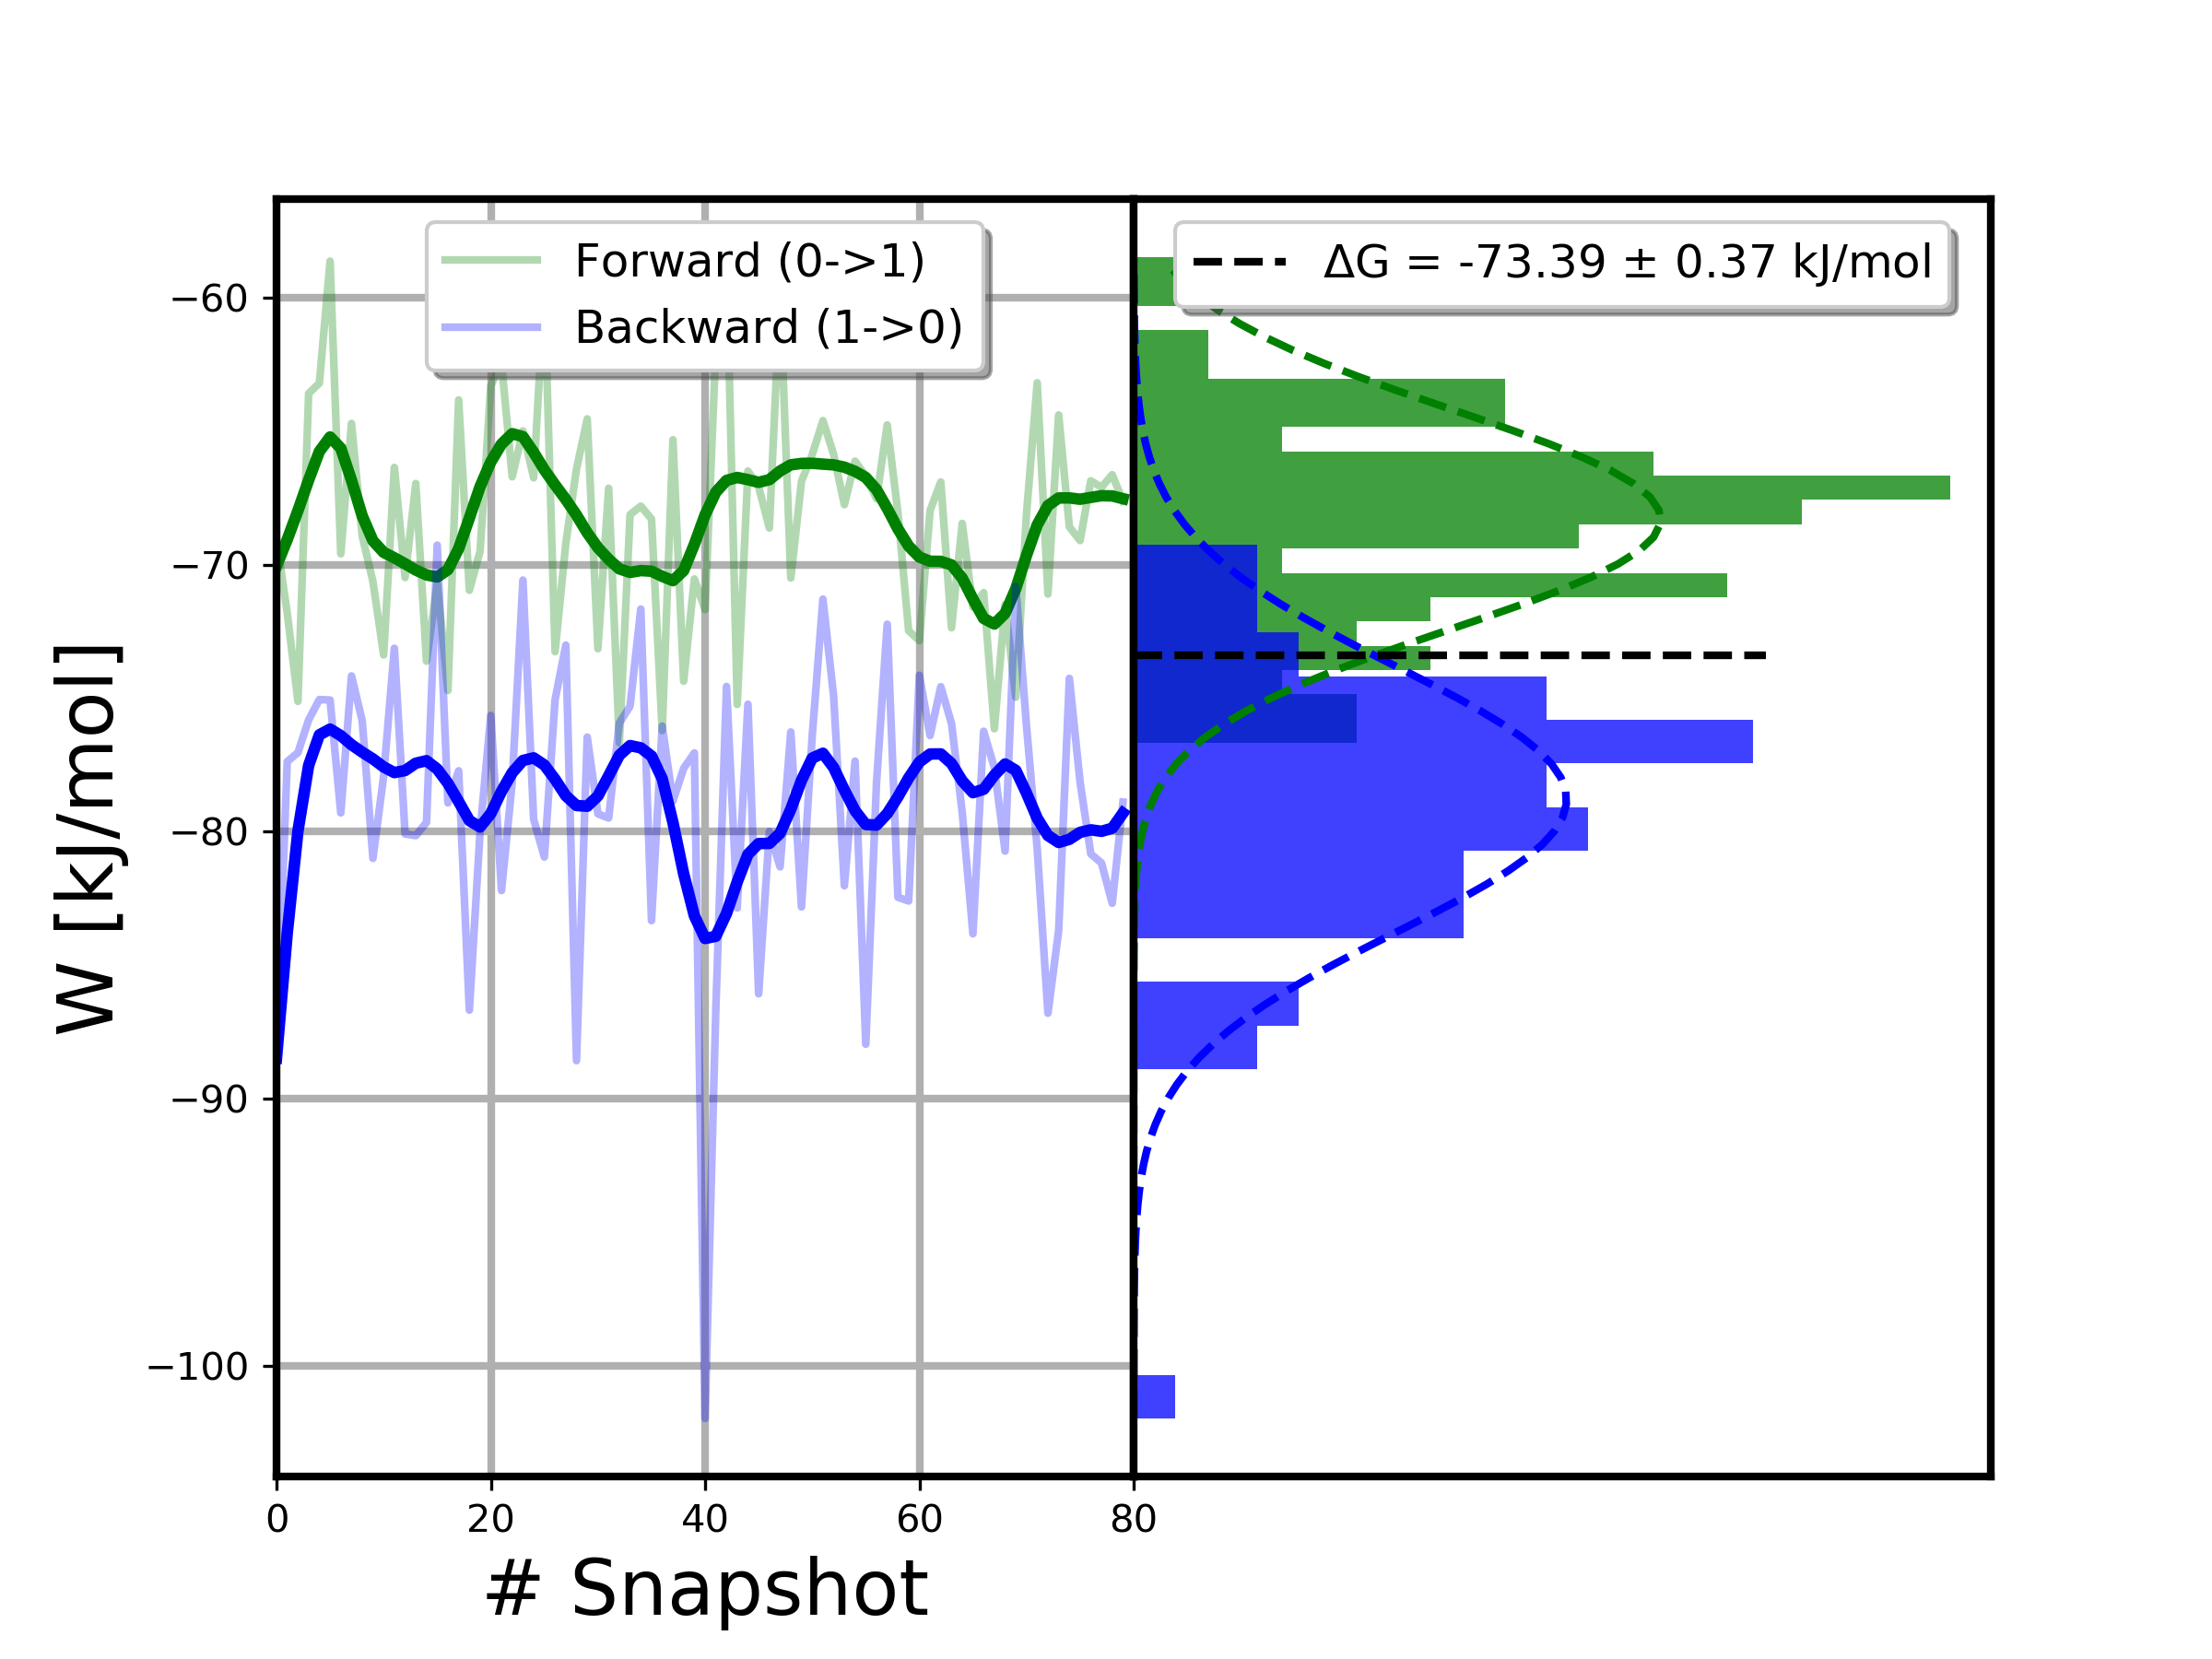 Forward (0->1)
Backward (1->0)
ΔG = -73.39 ± 0.37 kJ/mol
−60
−70
−80
−90
−100
W [kJ/mol]
0 20 40 60 80
# Snapshot